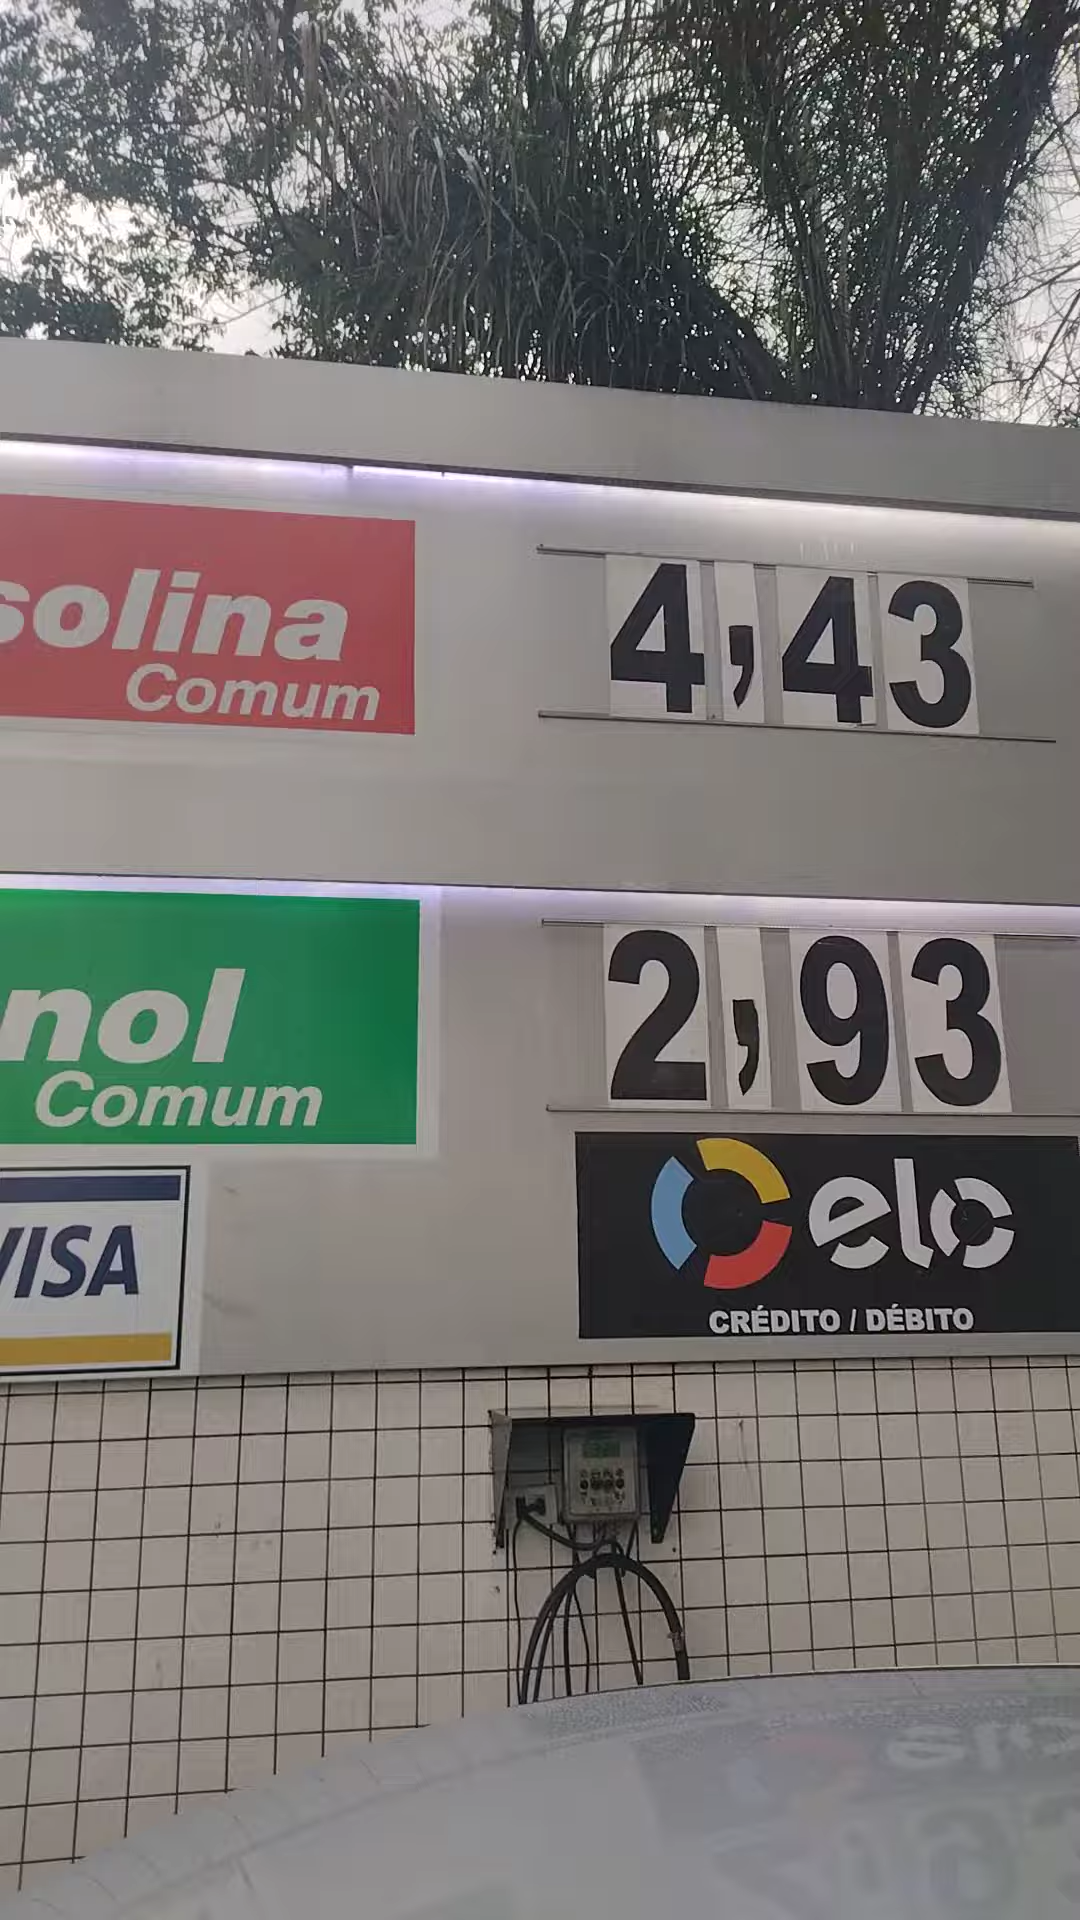 solina
Comum
4,43
nol
Comum
2,93
VISA
elo
CRÉDITO / DÉBITO